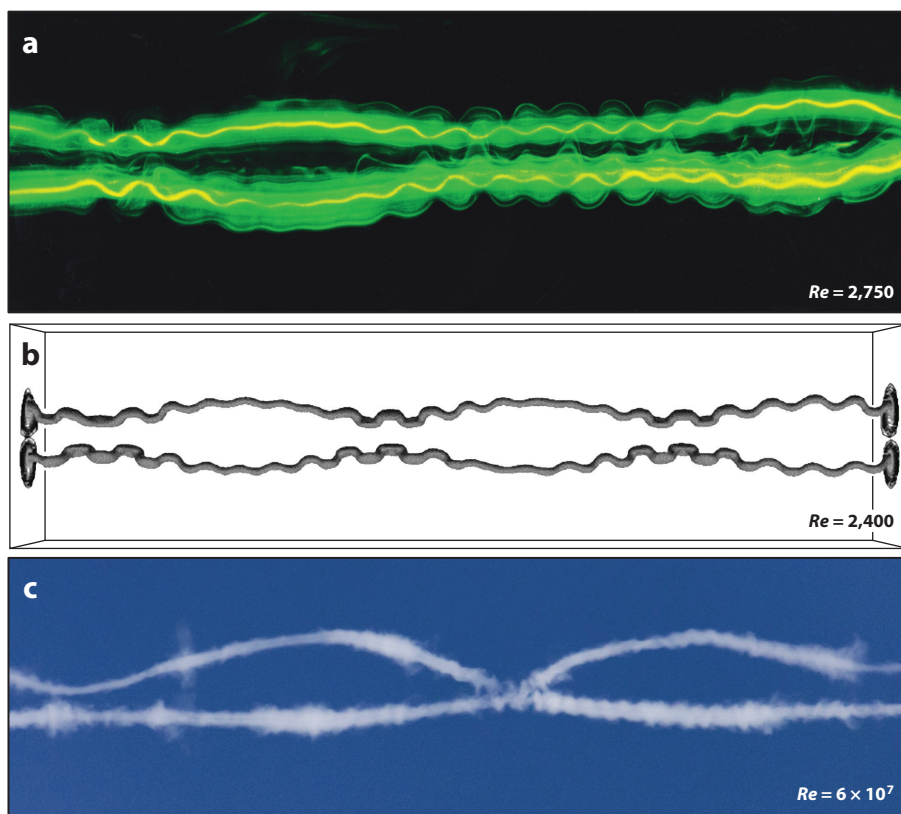 a
Re = 2,750
b
Re = 2,400
c
Re = 6 × 10⁷